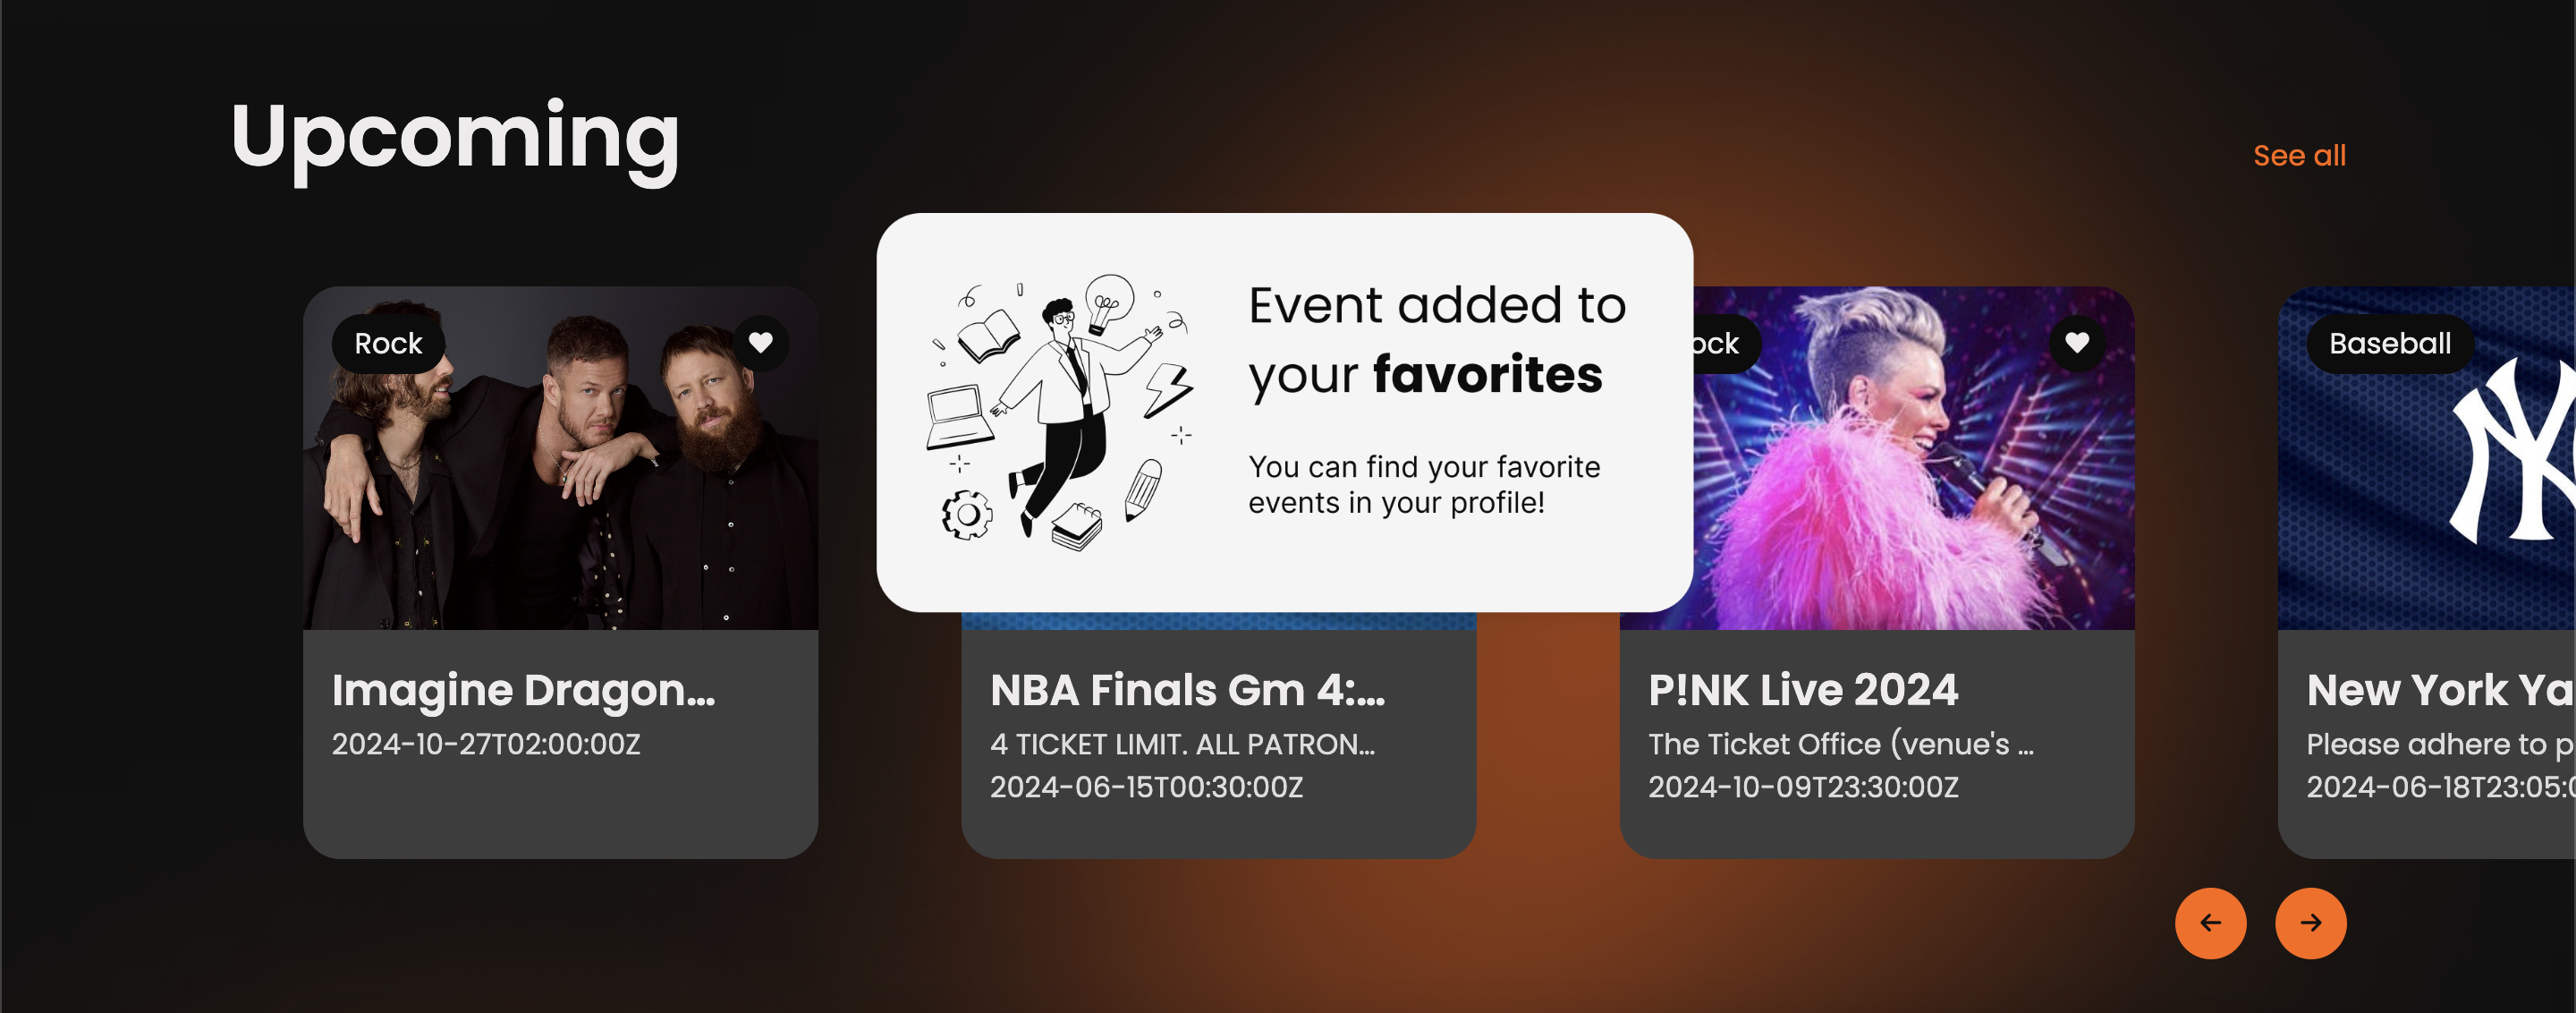 Upcoming
See all
Rock
Event added to
your favorites
You can find your favorite
events in your profile!
ock
Baseball
NY
Imagine Dragon...
2024-10-27T02:00:00Z
NBA Finals Gm 4:...
4 TICKET LIMIT. ALL PATRON...
2024-06-15T00:30:00Z
P!NK Live 2024
The Ticket Office (venue's ...
2024-10-09T23:30:00Z
New York Ya
Please adhere to p
2024-06-18T23:05:0